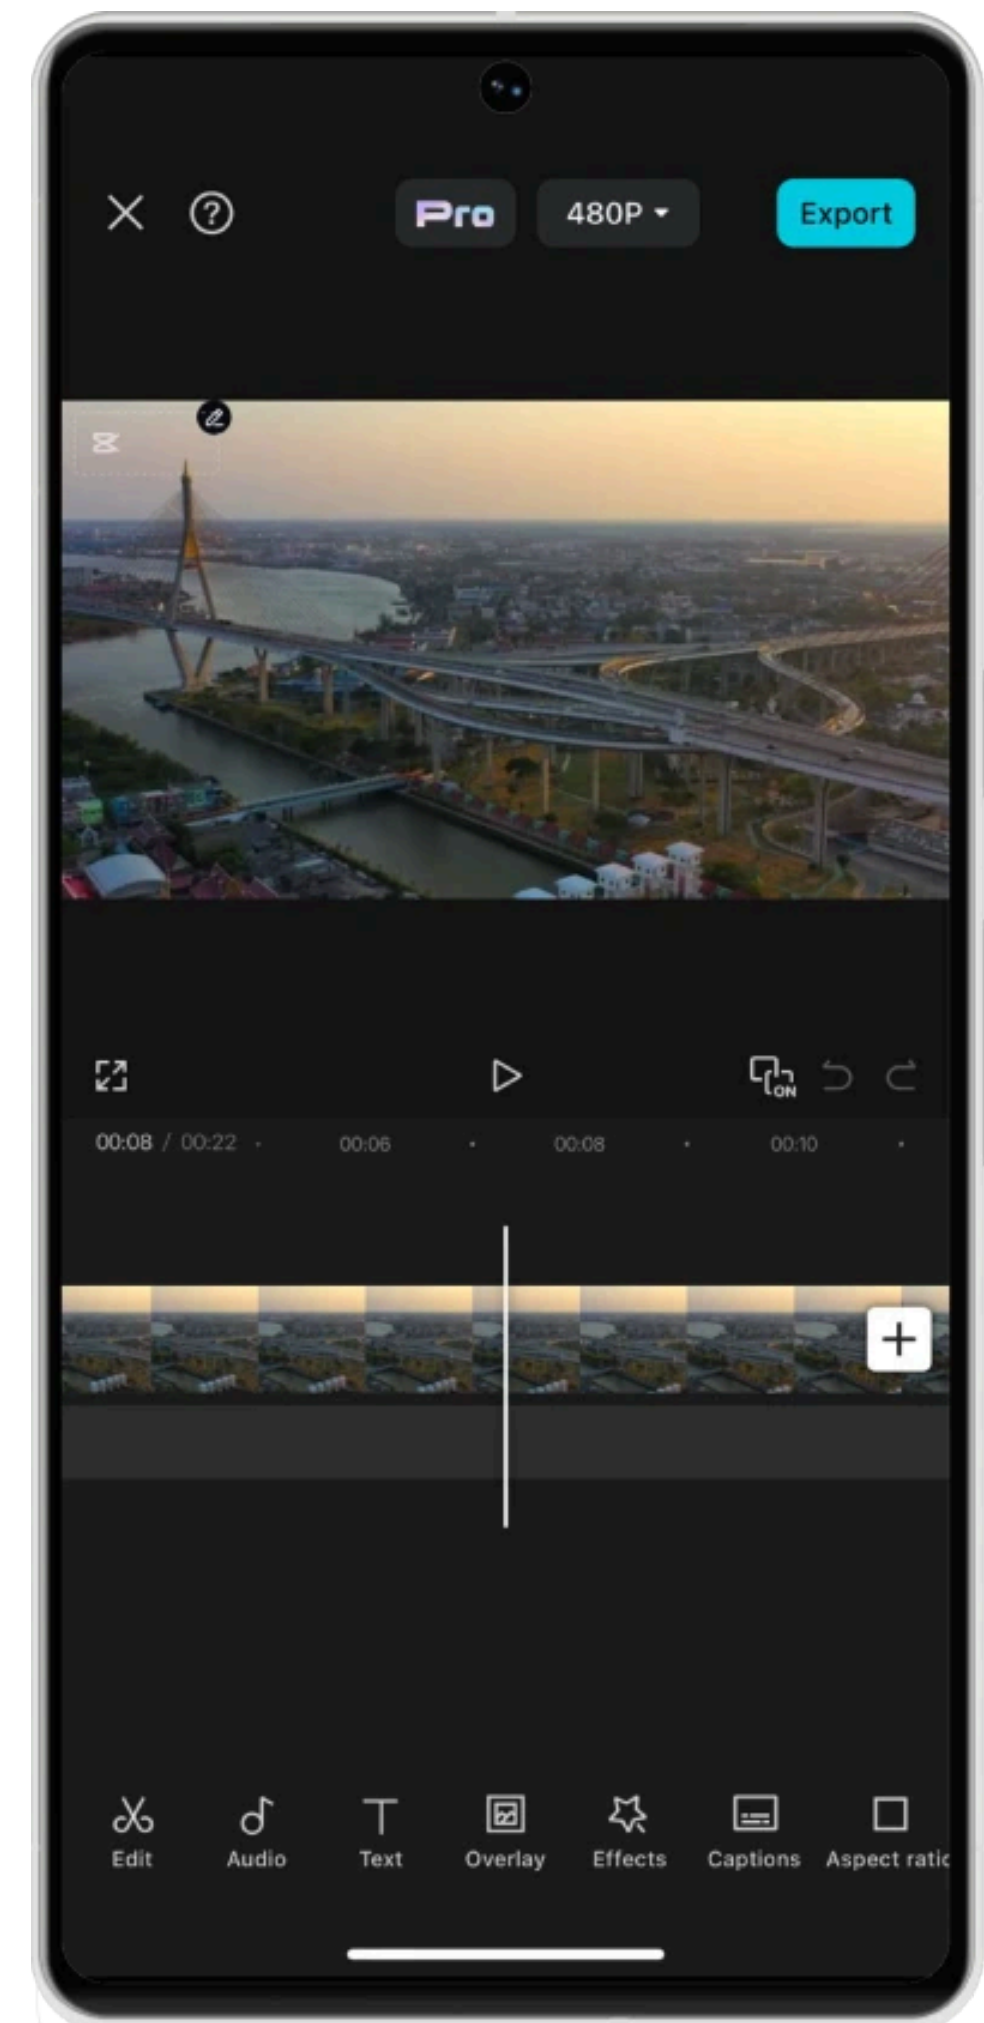 Pro 480P Export
00:08 / 00:22 00:06 00:08 00:10
ON
Edit Audio Text Overlay Effects Captions Aspect ratio